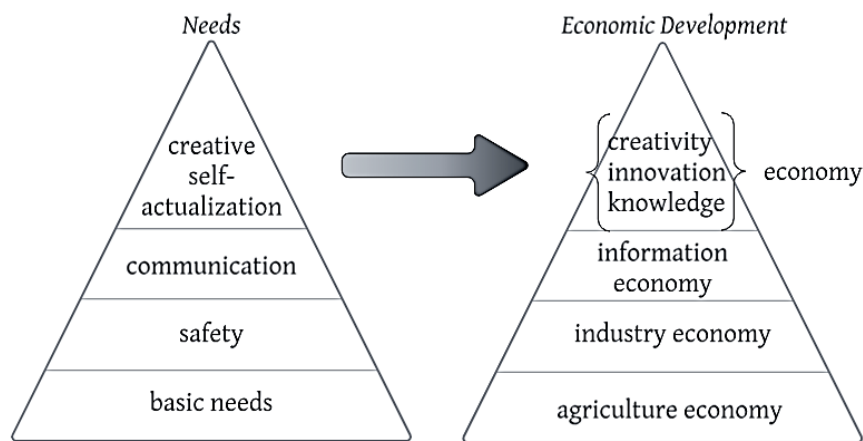 Needs
creative
self-
actualization
communication
safety
basic needs
Economic Development
creativity
innovation
knowledge
economy
information
economy
industry economy
agriculture economy